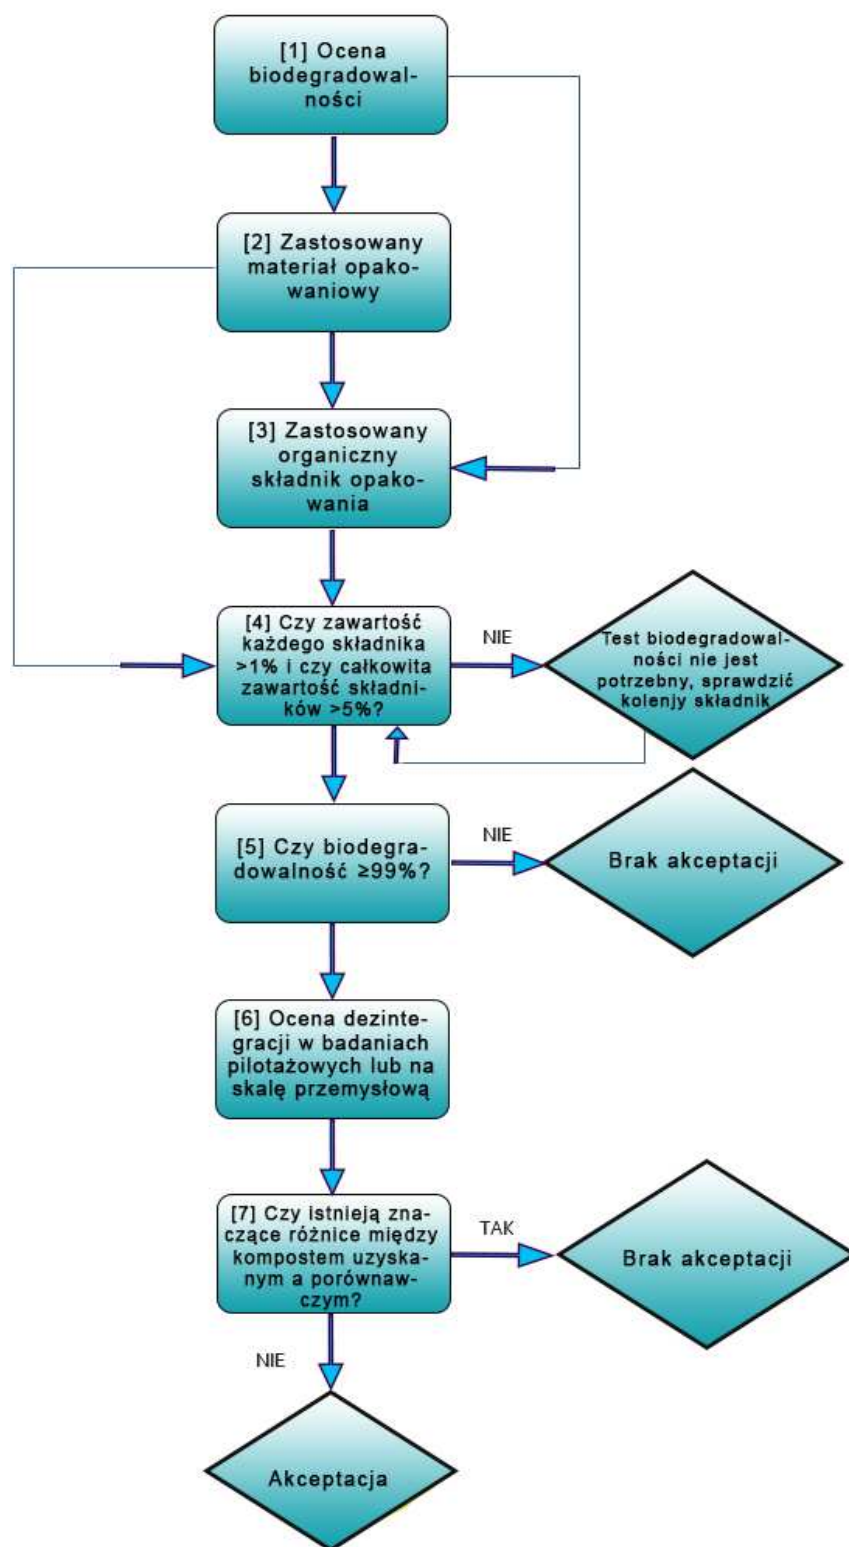 [1] Ocena
biodegradowal-
ności
[2] Zastosowany
materiał opako-
waniowy
[3] Zastosowany
organiczny
składnik opako-
wania
[4] Czy zawartość
każdego składnika
>1% i czy całkowita
zawartość składni-
ków >5%?
NIE
Test biodegradowal-
ności nie jest
potrzebny, sprawdzić
kolenjy składnik
[5] Czy biodegra-
dowalność ≥99%?
NIE
Brak akceptacji
[6] Ocena dezinte-
gracji w badaniach
pilotażowych lub na
skalę przemysłową
[7] Czy istnieją zna-
czące różnice między
kompostem uzyska-
nym a porównaw-
czym?
TAK
Brak akceptacji
NIE
Akceptacja